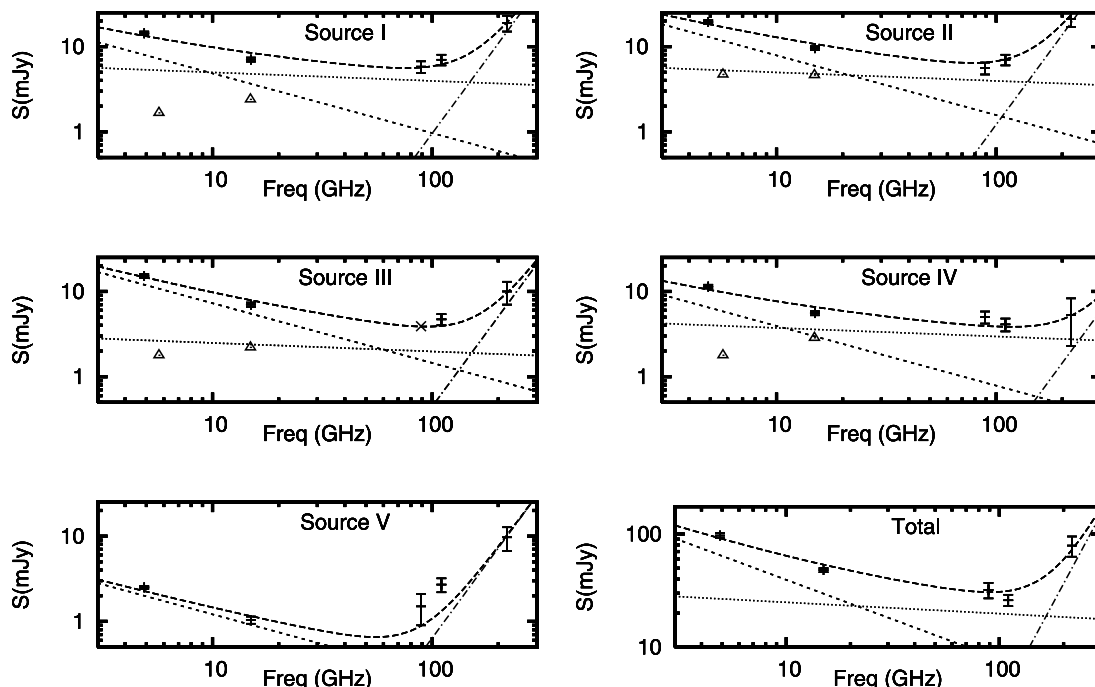 Source I
S(mJy)
10
1
10
100
Freq (GHz)
Source II
S(mJy)
10
1
10
100
Freq (GHz)
Source III
S(mJy)
10
1
10
100
Freq (GHz)
Source IV
S(mJy)
10
1
10
100
Freq (GHz)
Source V
S(mJy)
10
1
10
100
Freq (GHz)
Total
S(mJy)
100
10
10
100
Freq (GHz)